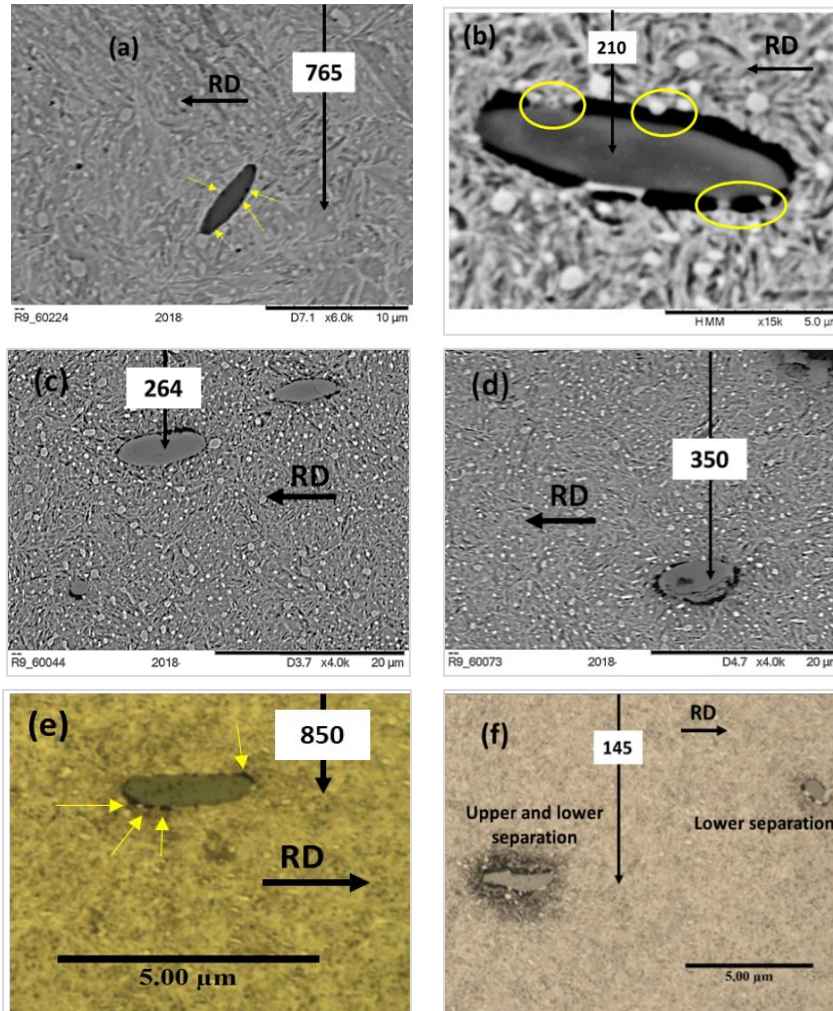 (a)
765
RD
R9_60224 2018- D7.1 x6.0k 10 µm
(b)
210
RD
HMM x15k 5.0 µ
(c)
264
RD
R9_60044 2018- D3.7 x4.0k 20 µm
(d)
350
RD
R9_60073 2018- D4.7 x4.0k 20 µm
(e)
850
RD
5.00 µm
(f)
145
RD
Upper and lower
separation
Lower separation
5.00 µm